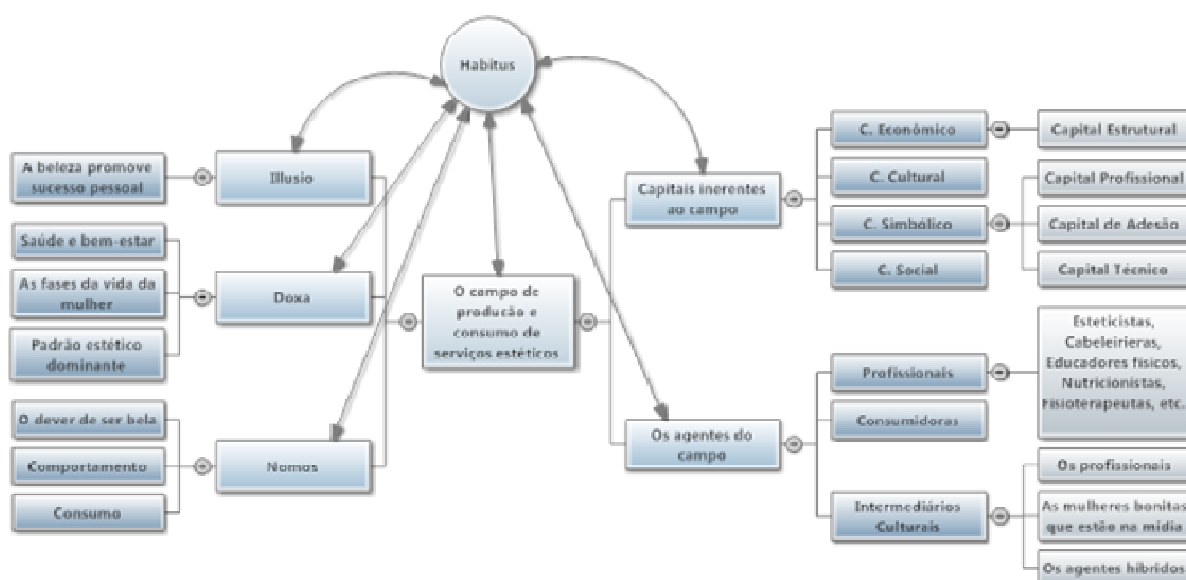 Habitus
A beleza promove
sucesso pessoal
Illusio
Saúde e bem-estar
As fases da vida da
mulher
Padrão estético
dominante
Doxa
O dever de ser bela
Comportamento
Consumo
Nomos
O campo de
produção e
consumo de
serviços estéticos
Capitais inerentes
ao campo
C. Econômico
C. Cultural
C. Simbólico
C. Social
Capital Estrutural
Capital Profissional
Capital de Adesão
Capital Técnico
Os agentes do
campo
Profissionais
Consumidoras
Intermediários
Culturais
Esteticistas,
Cabeleirieras,
Educadores físicos,
Nutricionistas,
Fisioterapeutas, etc.
Os profissionais
As mulheres bonitas
que estão na mídia
Os agentes híbridos